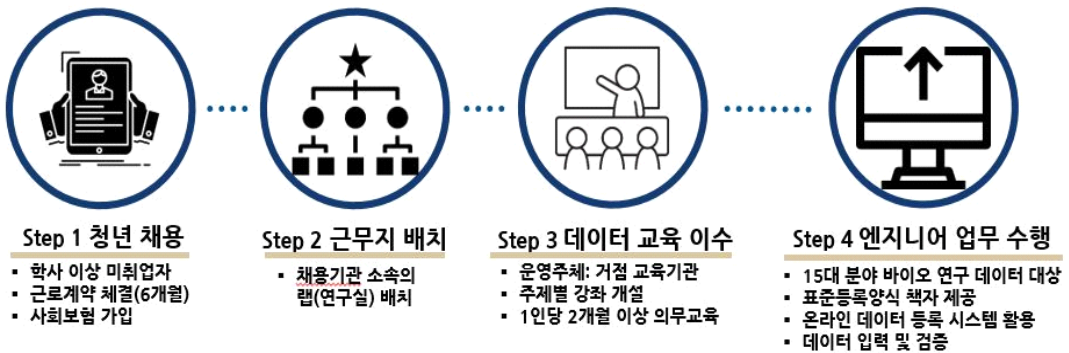 Step 1 청년 채용
▪ 학사 이상 미취업자
▪ 근로계약 체결(6개월)
▪ 사회보험 가입
Step 2 근무지 배치
▪ 채용기관 소속의
랩(연구실) 배치
Step 3 데이터 교육 이수
▪ 운영주체: 거점 교육기관
▪ 주제별 강좌 개설
▪ 1인당 2개월 이상 의무교육
Step 4 엔지니어 업무 수행
▪ 15대 분야 바이오 연구 데이터 대상
▪ 표준등록양식 책자 제공
▪ 온라인 데이터 등록 시스템 활용
▪ 데이터 입력 및 검증